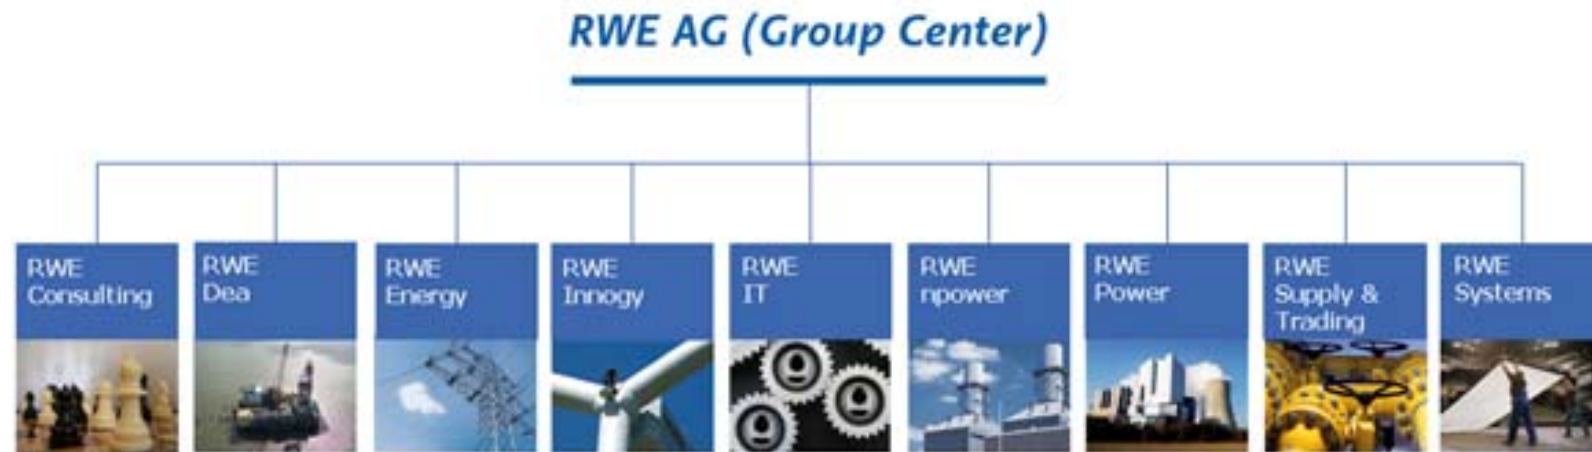 RWE AG (Group Center)
RWE
Consulting
RWE
Dea
RWE
Energy
RWE
Innogy
RWE
IT
RWE
npower
RWE
Power
RWE
Supply &
Trading
RWE
Systems